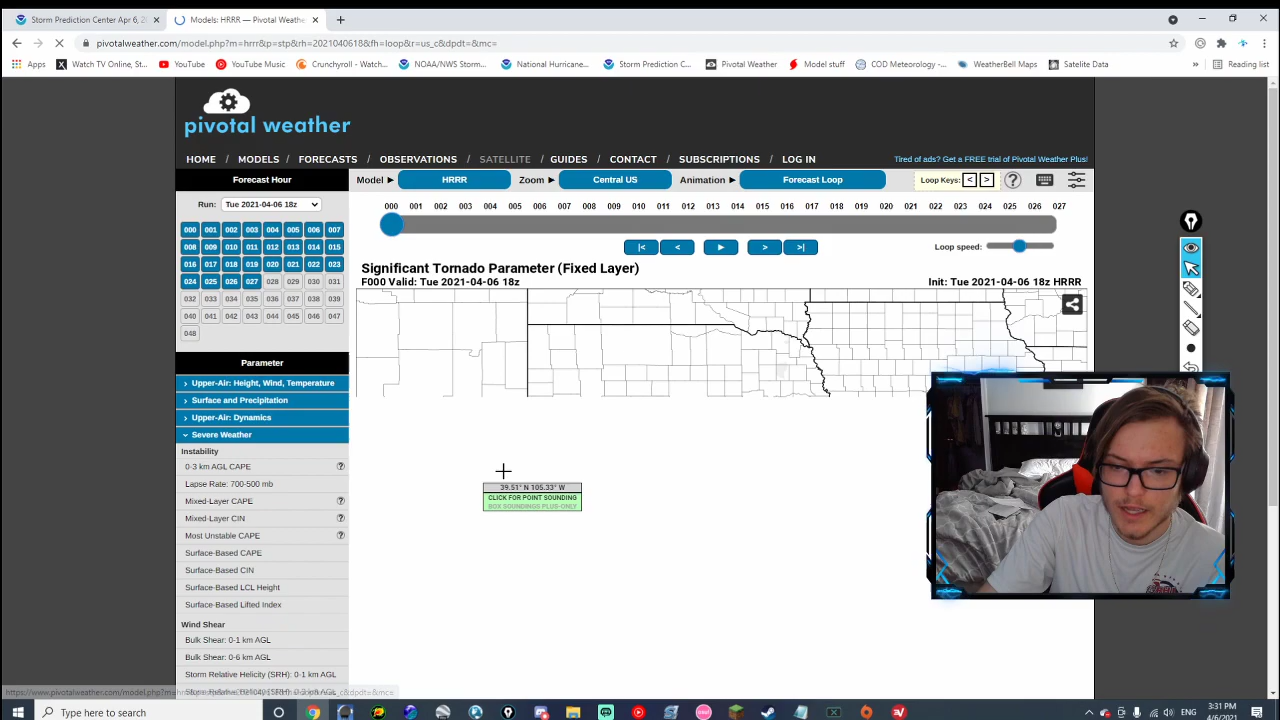 Storm Prediction Center Apr 6, 2
Models: HRRR — Pivotal Weathe
pivotalweather.com/model.php?m=hrrr&p=stp&rh=2021040618&fh=loop&r=us_c&dpdt=&mc=
Apps
Watch TV Online, St...
YouTube
YouTube Music
Crunchyroll - Watch...
NOAA/NWS Storm...
National Hurricane...
Storm Prediction C...
Pivotal Weather
Model stuff
COD Meteorology -...
WeatherBell Maps
Satellite Data
»
Reading list
pivotal weather
HOME / MODELS / FORECASTS / OBSERVATIONS / SATELLITE / GUIDES / CONTACT / SUBSCRIPTIONS / LOG IN
Tired of ads? Get a FREE trial of Pivotal Weather Plus!
Forecast Hour
Model ▶ HRRR Zoom ▶ Central US Animation ▶ Forecast Loop
Loop Keys: < > ?
Run: Tue 2021-04-06 18z
000 001 002 003 004 005 006 007 008 009 010 011 012 013 014 015 016 017 018 019 020 021 022 023 024 025 026 027
000 001 002 003 004 005 006 007
008 009 010 011 012 013 014 015
016 017 018 019 020 021 022 023
024 025 026 027 028 029 030 031
032 033 034 035 036 037 038 039
040 041 042 043 044 045 046 047
048
|< < ▶ > >|
Loop speed:
Significant Tornado Parameter (Fixed Layer)
F000 Valid: Tue 2021-04-06 18z
Init: Tue 2021-04-06 18z HRRR
Parameter
Upper-Air: Height, Wind, Temperature
Surface and Precipitation
Upper-Air: Dynamics
Severe Weather
Instability
0-3 km AGL CAPE
Lapse Rate: 700-500 mb
Mixed-Layer CAPE
Mixed-Layer CIN
Most Unstable CAPE
Surface-Based CAPE
Surface-Based CIN
Surface-Based LCL Height
Surface-Based Lifted Index
Wind Shear
Bulk Shear: 0-1 km AGL
Bulk Shear: 0-6 km AGL
Storm Relative Helicity (SRH): 0-1 km AGL
39.51° N 105.33° W
CLICK FOR POINT SOUNDING
BOX SOUNDINGS PLUS-ONLY
Type here to search
ENG
3:31 PM
4/6/2021